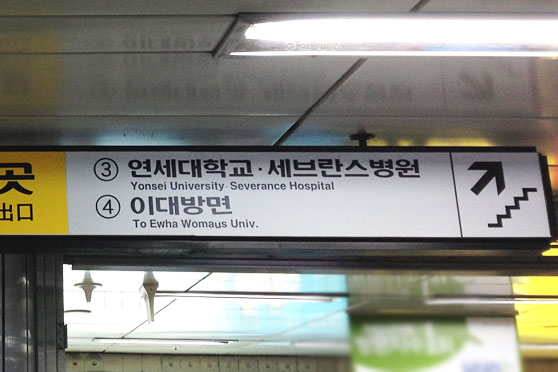 곳
出口
③ 연세대학교·세브란스병원
Yonsei University·Severance Hospital
④ 이대방면
To Ewha Womaus Univ.